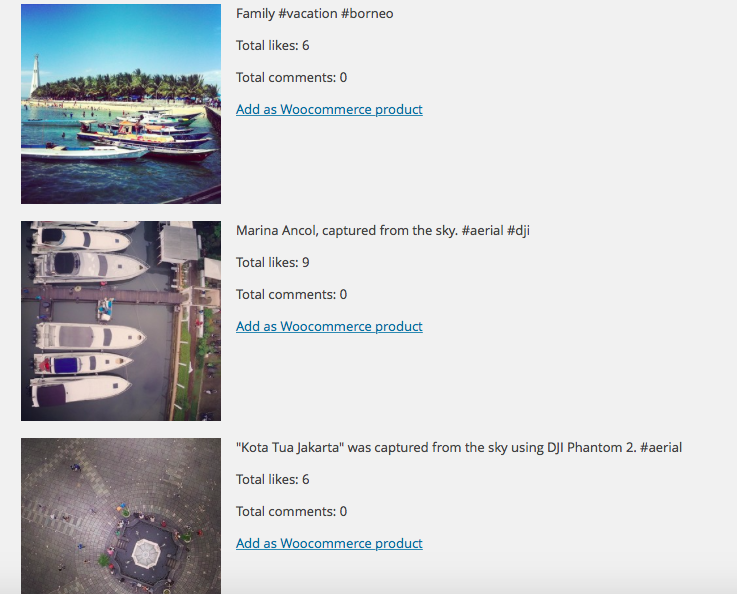 Family #vacation #borneo
Total likes: 6
Total comments: 0
Add as Woocommerce product
Marina Ancol, captured from the sky. #aerial #dji
Total likes: 9
Total comments: 0
Add as Woocommerce product
"Kota Tua Jakarta" was captured from the sky using DJI Phantom 2. #aerial
Total likes: 6
Total comments: 0
Add as Woocommerce product